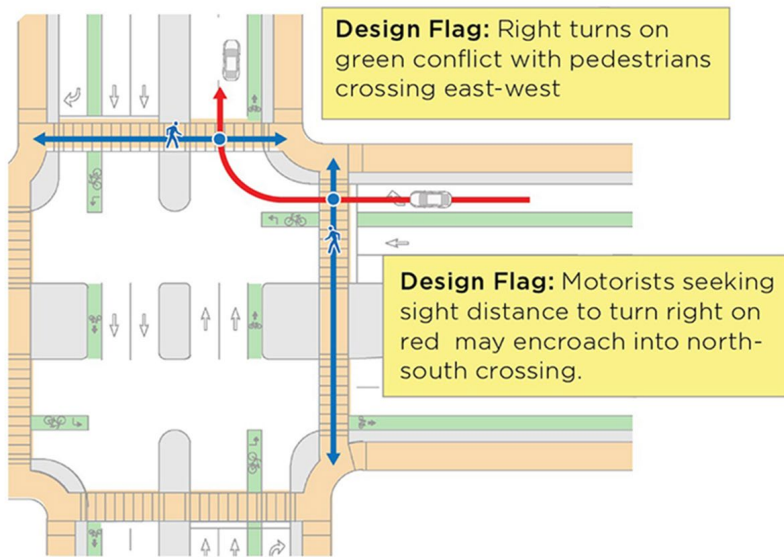 Design Flag: Right turns on
green conflict with pedestrians
crossing east-west
Design Flag: Motorists seeking
sight distance to turn right on
red may encroach into north-
south crossing.